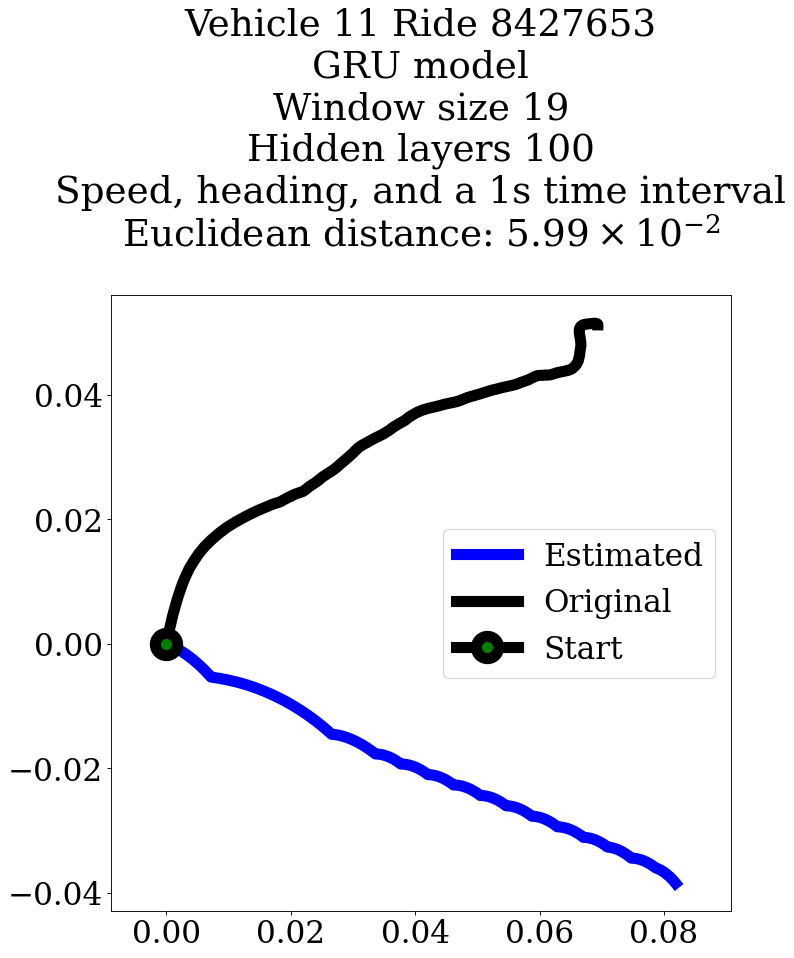 Vehicle 11 Ride 8427653
GRU model
Window size 19
Hidden layers 100
Speed, heading, and a 1s time interval
Euclidean distance: 5.99 × 10⁻²
0.04
0.02
0.00
−0.02
−0.04
Estimated
Original
Start
0.00 0.02 0.04 0.06 0.08